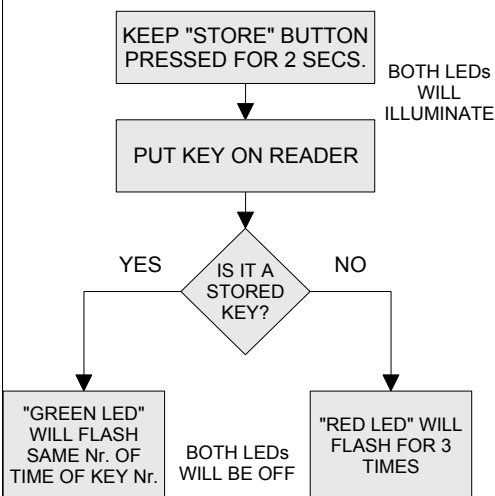 KEEP "STORE" BUTTON
PRESSED FOR 2 SECS.
BOTH LEDs
WILL
ILLUMINATE
PUT KEY ON READER
YES
IS IT A
STORED
KEY?
NO
"GREEN LED"
WILL FLASH
SAME Nr. OF
TIME OF KEY Nr.
BOTH LEDs
WILL BE OFF
"RED LED" WILL
FLASH FOR 3
TIMES